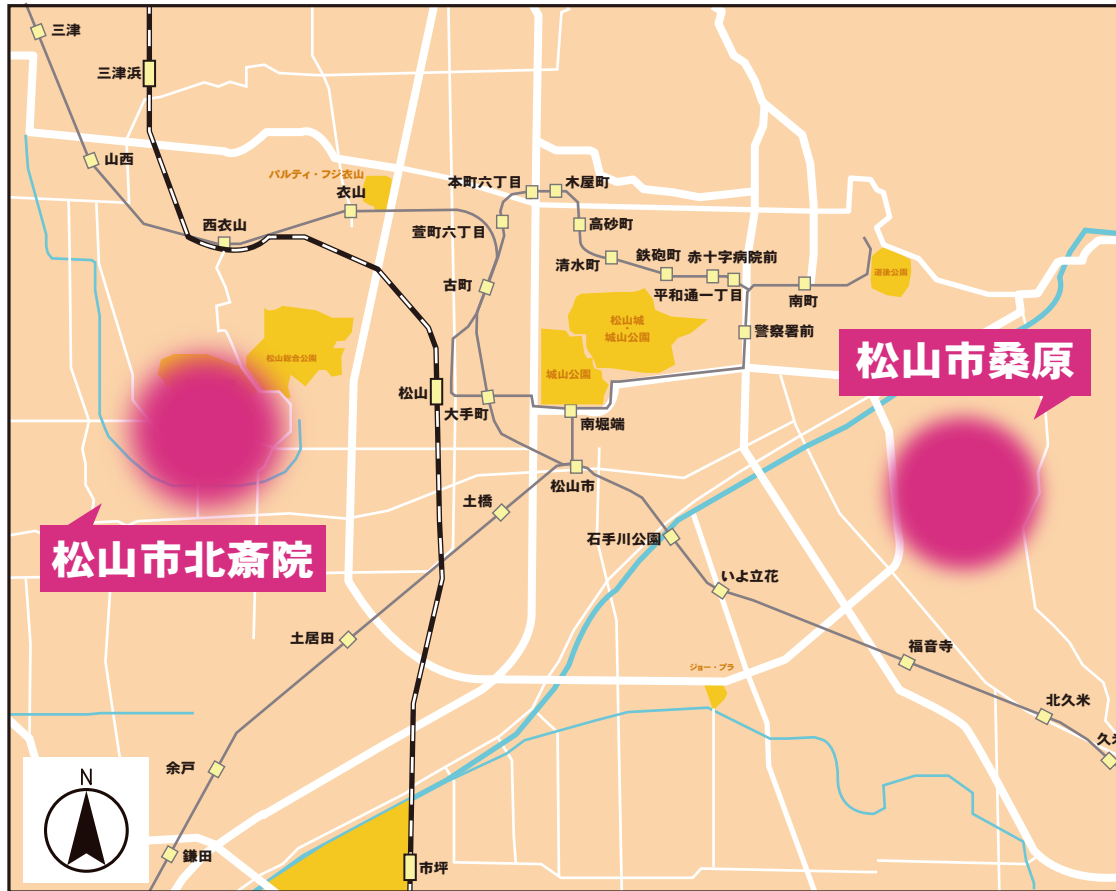 三津
三津浜
山西
パルティ・フジ衣山
衣山
西衣山
本町六丁目
木屋町
萱町六丁目
高砂町
清水町
鉄砲町
赤十字病院前
平和通一丁目
南町
道後公園
古町
松山城
・
城山公園
警察署前
松山総合公園
城山公園
松山市桑原
松山
大手町
南堀端
松山市
土橋
石手川公園
松山市北斎院
いよ立花
土居田
福音寺
ジョー・プラ
北久米
余戸
N
鎌田
市坪